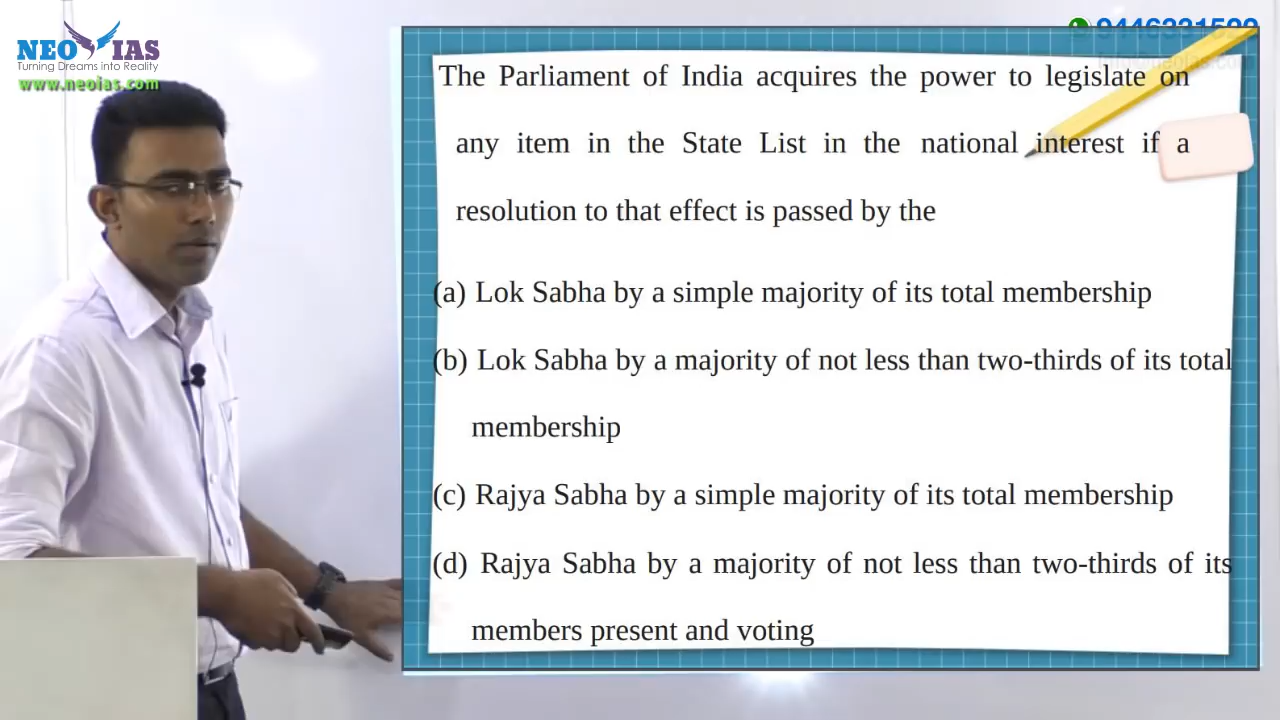 NEO IAS
Turning Dreams into Reality
www.neoias.com
9446331522
info@neoias.com
The Parliament of India acquires the power to legislate on
any item in the State List in the national interest if a
resolution to that effect is passed by the
(a) Lok Sabha by a simple majority of its total membership
(b) Lok Sabha by a majority of not less than two-thirds of its total
membership
(c) Rajya Sabha by a simple majority of its total membership
(d) Rajya Sabha by a majority of not less than two-thirds of its
members present and voting